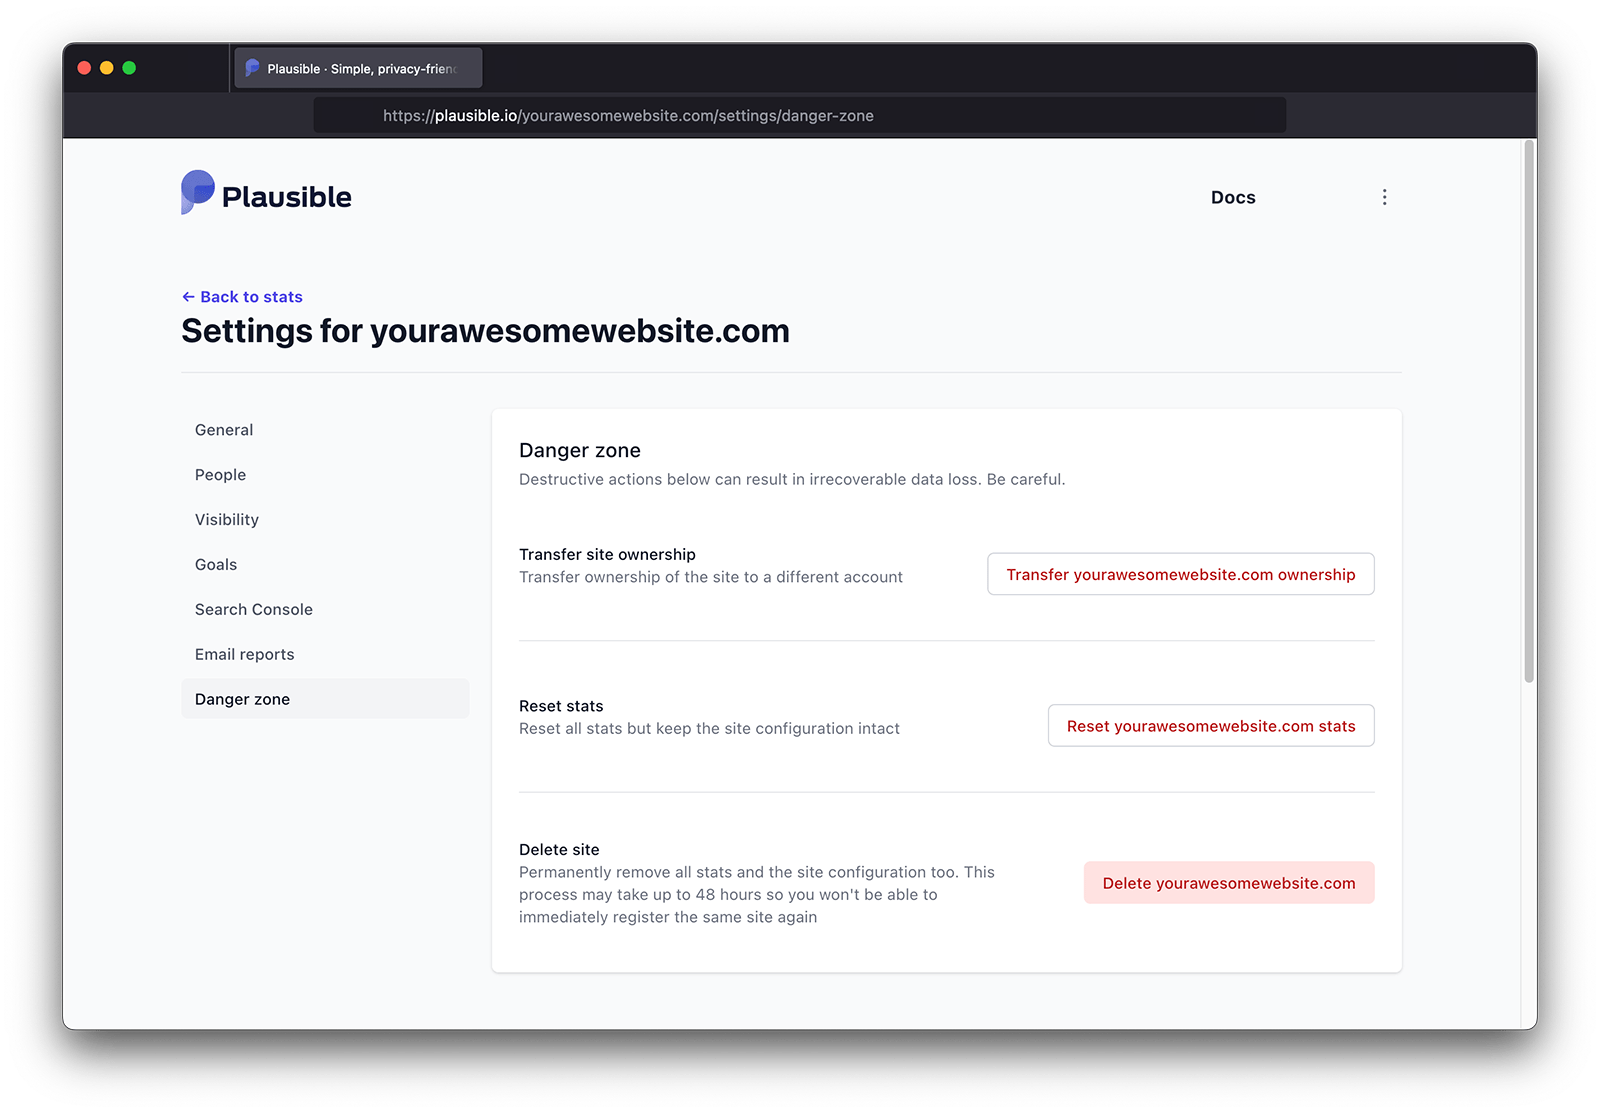 Plausible · Simple, privacy-frien
https://plausible.io/yourawesomewebsite.com/settings/danger-zone
Plausible
Docs
← Back to stats
Settings for yourawesomewebsite.com
General
People
Visibility
Goals
Search Console
Email reports
Danger zone
Danger zone
Destructive actions below can result in irrecoverable data loss. Be careful.
Transfer site ownership
Transfer ownership of the site to a different account
Transfer yourawesomewebsite.com ownership
Reset stats
Reset all stats but keep the site configuration intact
Reset yourawesomewebsite.com stats
Delete site
Permanently remove all stats and the site configuration too. This
process may take up to 48 hours so you won't be able to
immediately register the same site again
Delete yourawesomewebsite.com